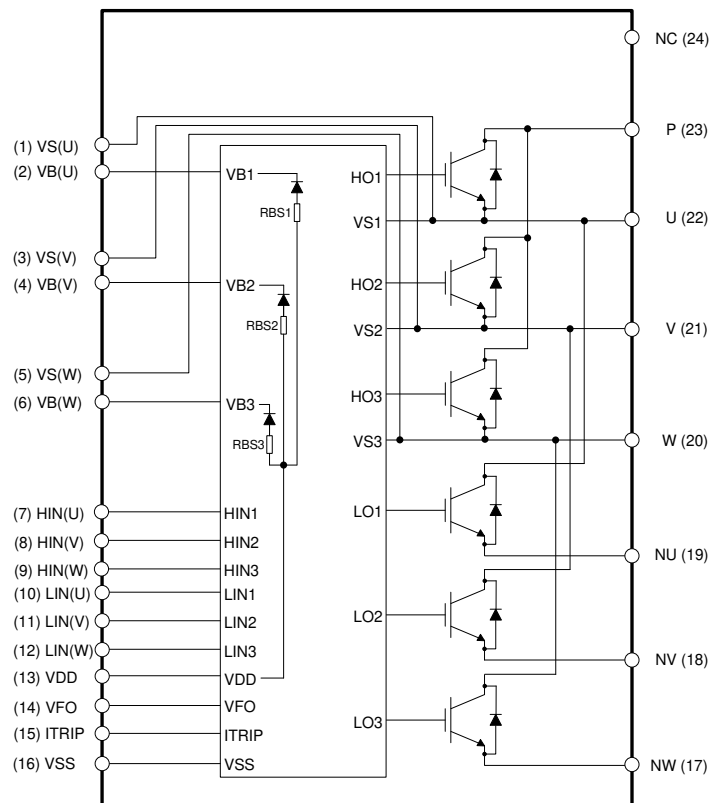 NC (24)
(1) VS(U)
(2) VB(U)
(3) VS(V)
(4) VB(V)
(5) VS(W)
(6) VB(W)
(7) HIN(U)
(8) HIN(V)
(9) HIN(W)
(10) LIN(U)
(11) LIN(V)
(12) LIN(W)
(13) VDD
(14) VFO
(15) ITRIP
(16) VSS
VB1
RBS1
VB2
RBS2
VB3
RBS3
HIN1
HIN2
HIN3
LIN1
LIN2
LIN3
VDD
VFO
ITRIP
VSS
HO1
VS1
HO2
VS2
HO3
VS3
LO1
LO2
LO3
P (23)
U (22)
V (21)
W (20)
NU (19)
NV (18)
NW (17)